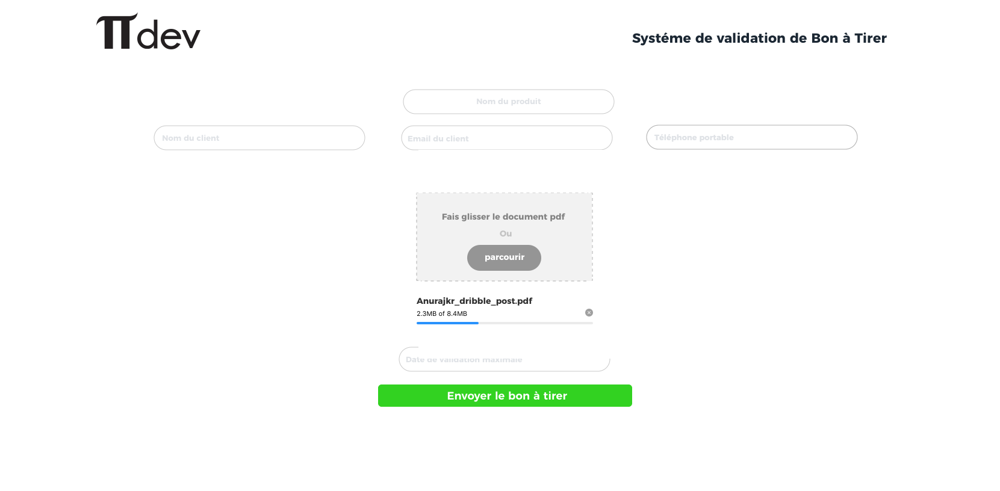 πdev
Systéme de validation de Bon à Tirer
Nom du produit
Nom du client
Email du client
Téléphone portable
Fais glisser le document pdf
Ou
parcourir
Anurajkr_dribble_post.pdf
2.3MB of 8.4MB
Date de validation maximale
Envoyer le bon à tirer